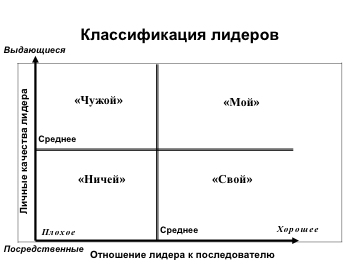 Классификация лидеров
Выдающиеся
Личные качества лидера
«Чужой»
«Мой»
Среднее
«Ничей»
«Свой»
Плохое
Среднее
Хорошее
Посредственные
Отношение лидера к последователю